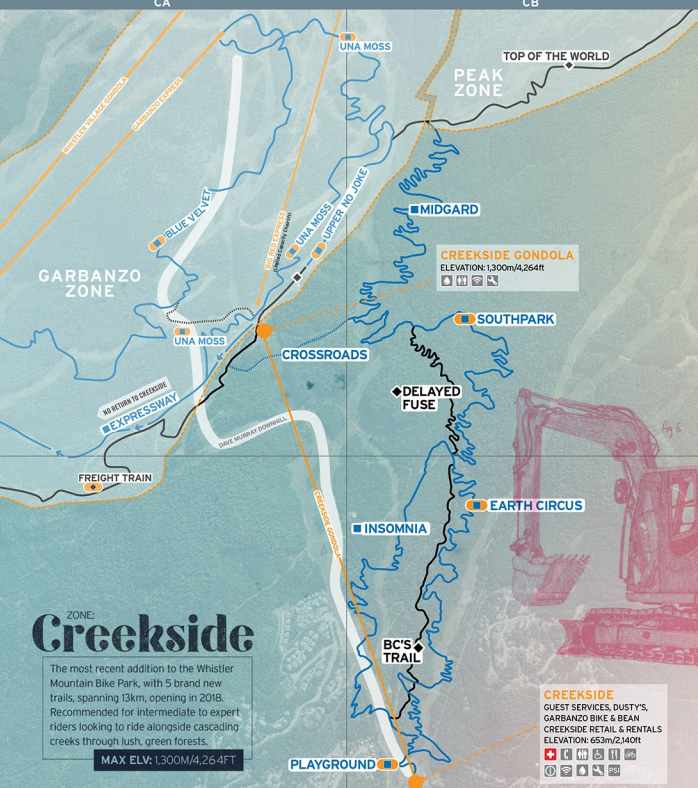 CA
CB
UNA MOSS
TOP OF THE WORLD
PEAK
ZONE
WHISTLER VILLAGE GONDOLA
GARBANZO EXPRESS
BLUE VELVET
BIG RED EXPRESS
(Limited Capacity Chairlift)
UNA MOSS
UPPER NO JOKE
MIDGARD
CREEKSIDE GONDOLA
ELEVATION: 1,300m/4,264ft
GARBANZO
ZONE
SOUTHPARK
UNA MOSS
CROSSROADS
NO RETURN TO CREEKSIDE
EXPRESSWAY
DELAYED
FUSE
DAVE MURRAY DOWNHILL
FREIGHT TRAIN
CREEKSIDE GONDOLA
EARTH CIRCUS
INSOMNIA
ZONE:
Creekside
The most recent addition to the Whistler
Mountain Bike Park, with 5 brand new
trails, spanning 13km, opening in 2018.
Recommended for intermediate to expert
riders looking to ride alongside cascading
creeks through lush, green forests.
MAX ELV: 1,300M/4,264FT
BC'S
TRAIL
CREEKSIDE
GUEST SERVICES, DUSTY'S,
GARBANZO BIKE & BEAN
CREEKSIDE RETAIL & RENTALS
ELEVATION: 653m/2,140ft
PSI
PLAYGROUND